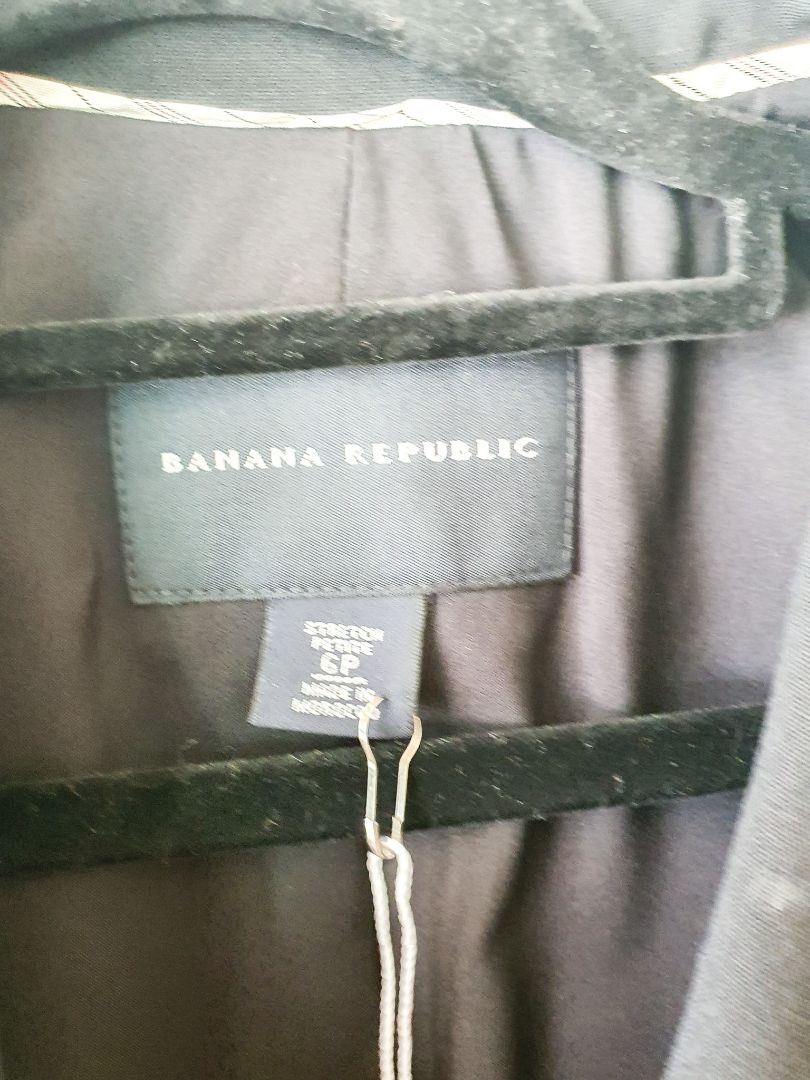 BANANA REPUBLIC
STRETCH
PETITE
6P
MADE IN
MOROCCO